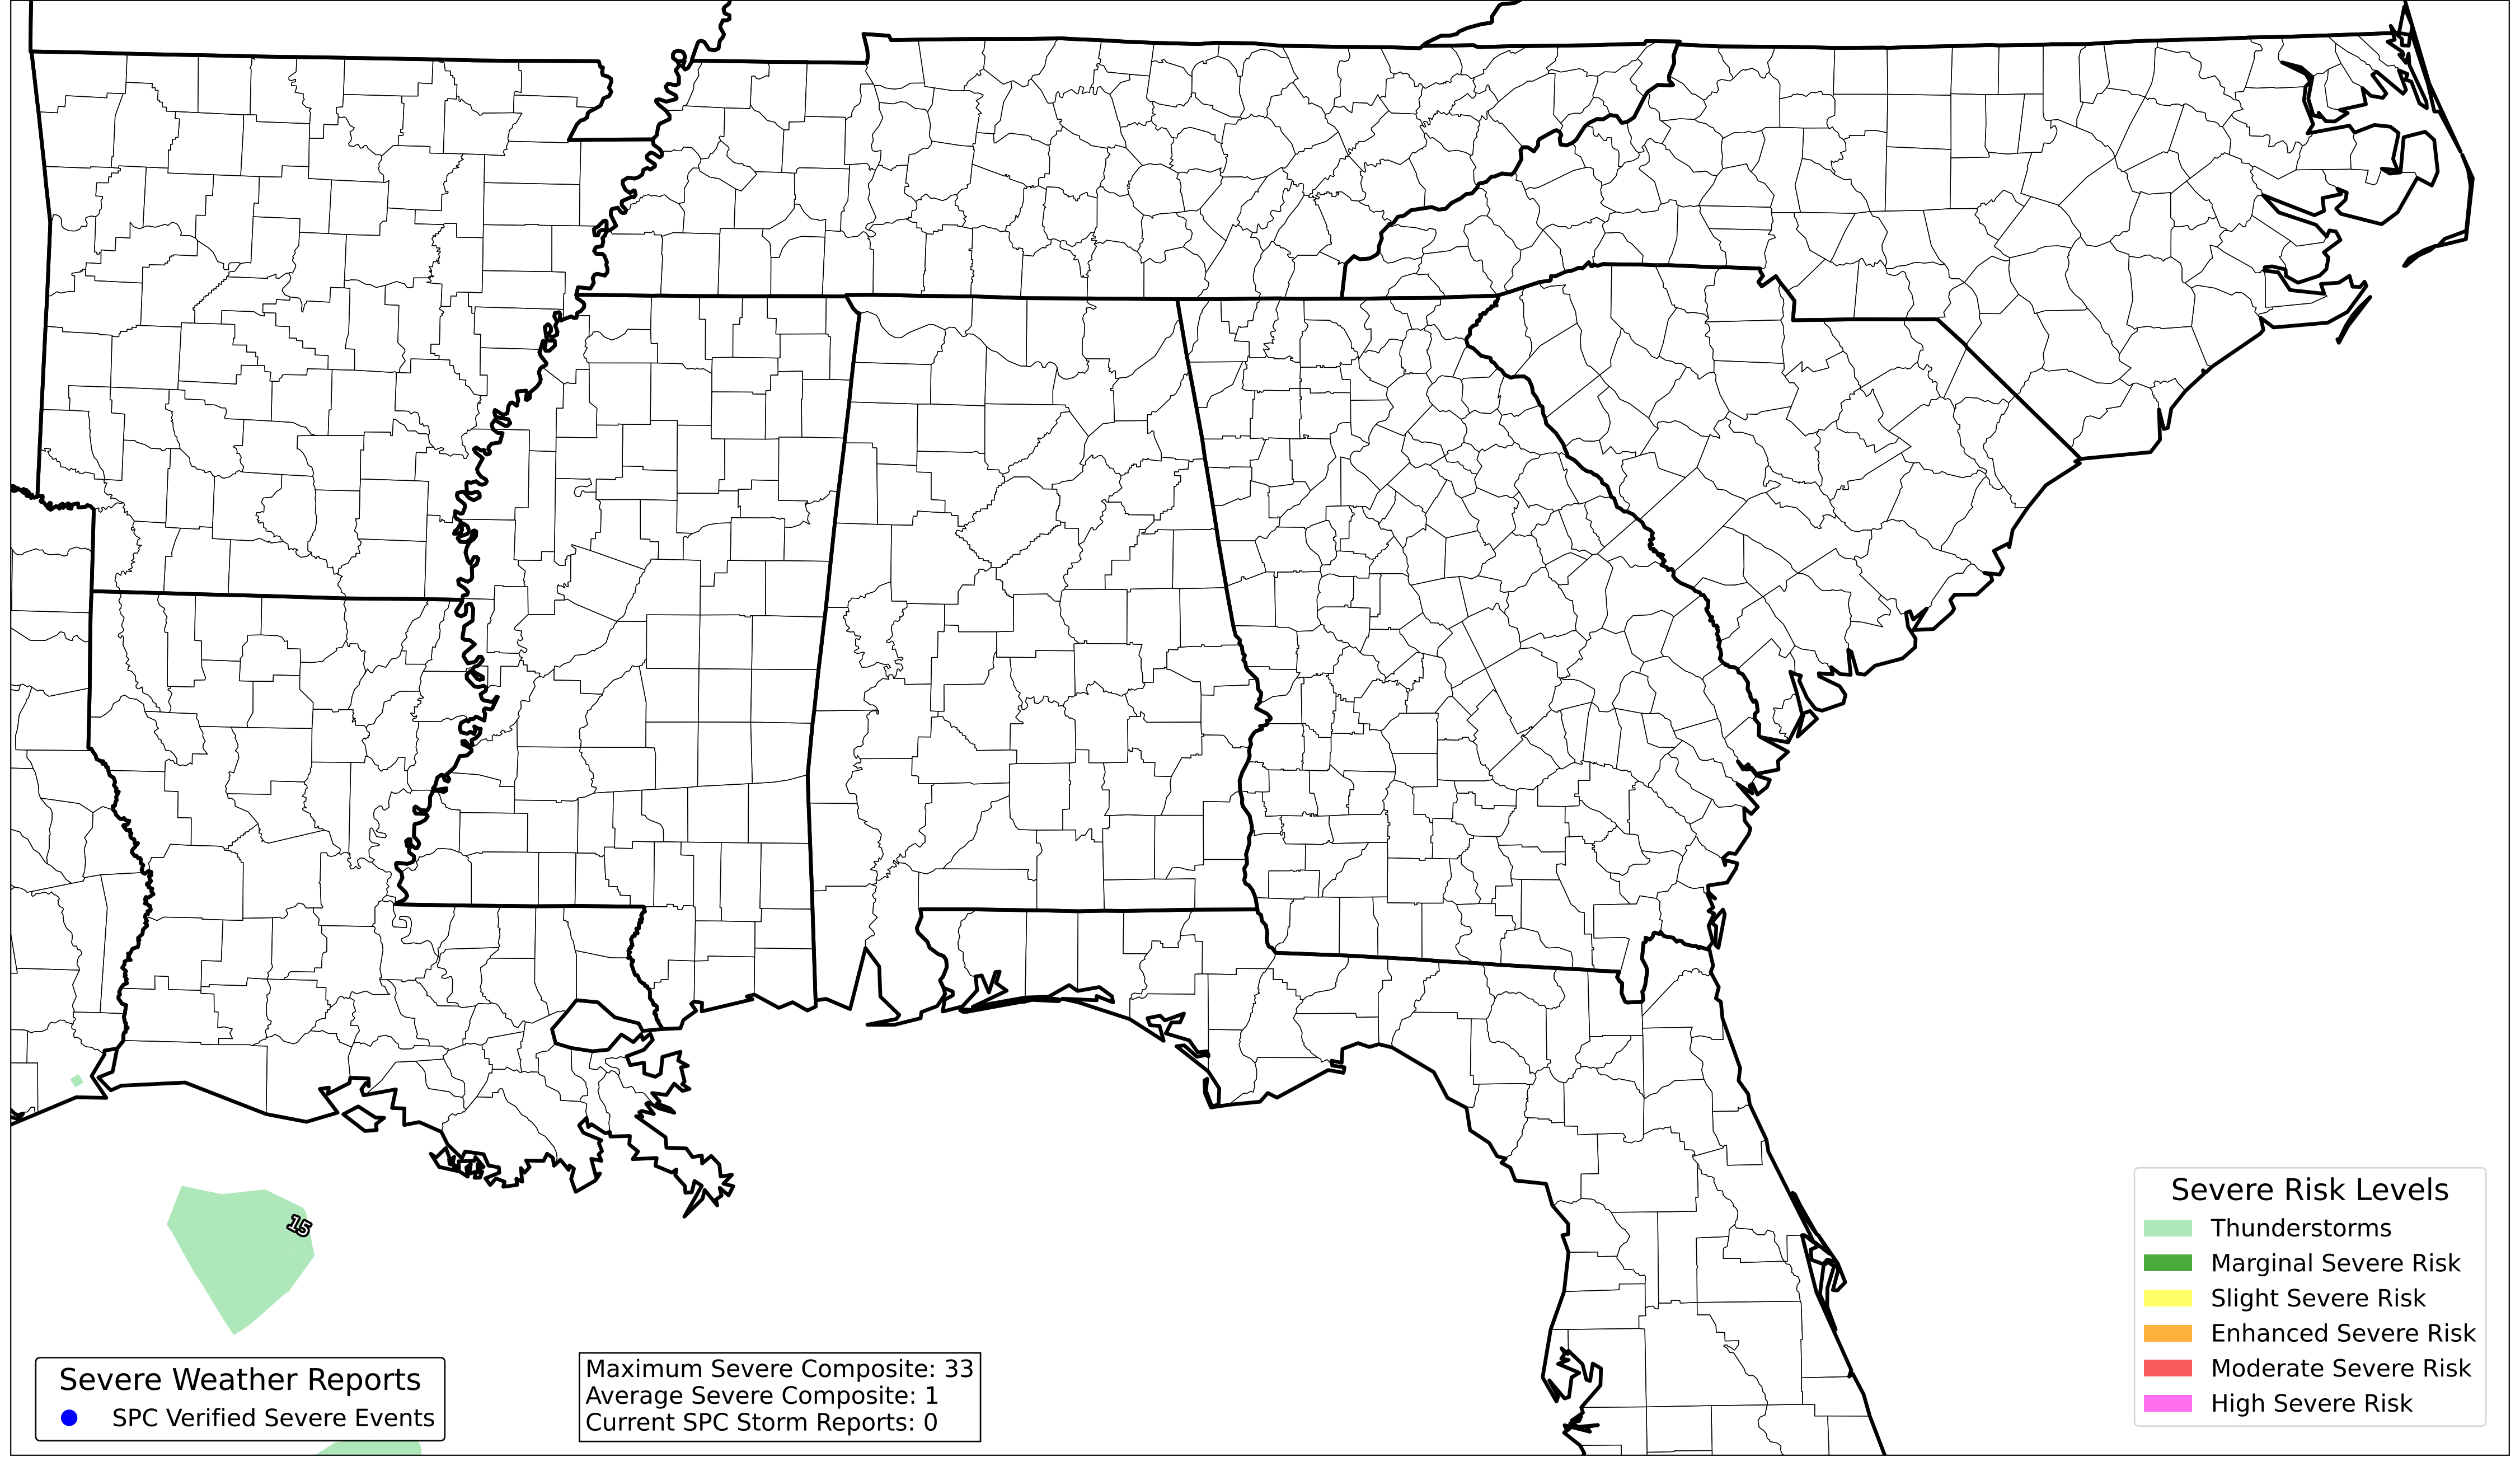 15
Severe Risk Levels
Thunderstorms
Marginal Severe Risk
Slight Severe Risk
Enhanced Severe Risk
Moderate Severe Risk
High Severe Risk
Severe Weather Reports
SPC Verified Severe Events
Maximum Severe Composite: 33
Average Severe Composite: 1
Current SPC Storm Reports: 0